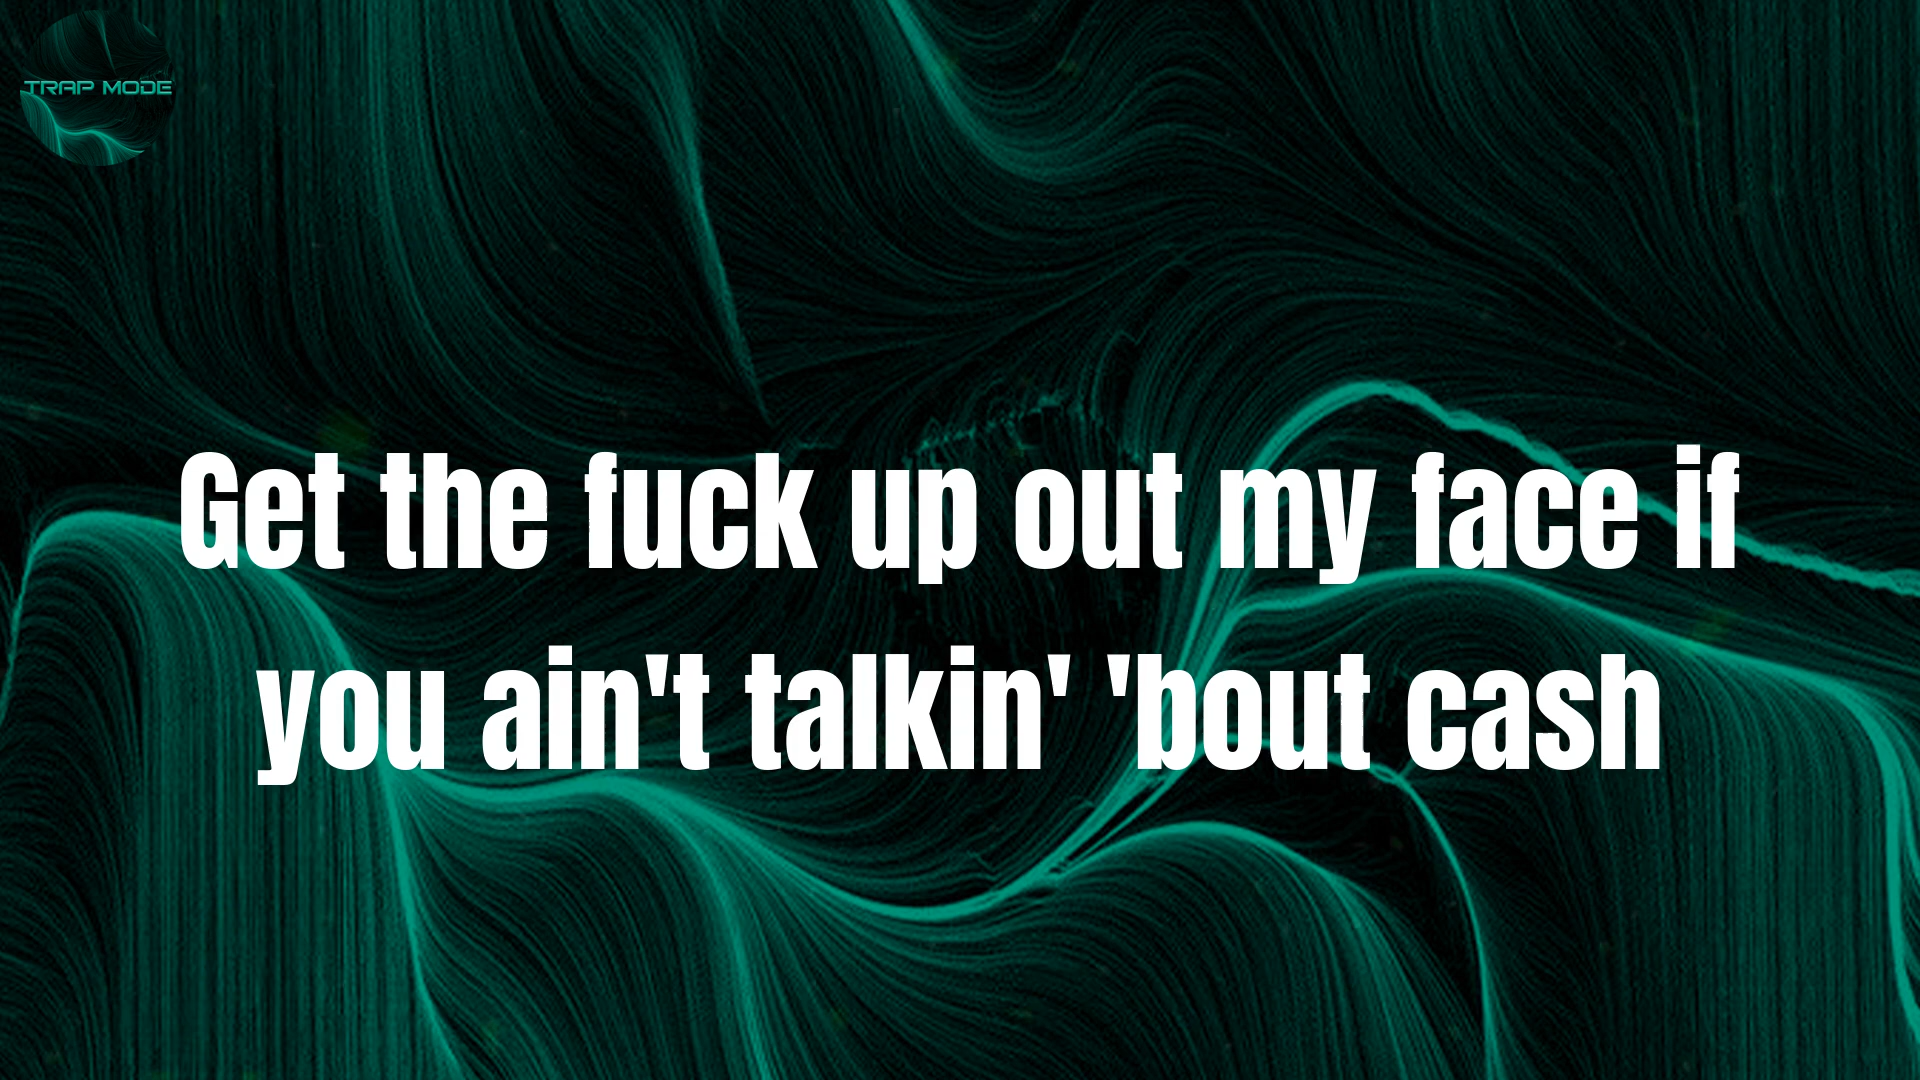 TRAP MODE
Get the fuck up out my face if
you ain't talkin' 'bout cash